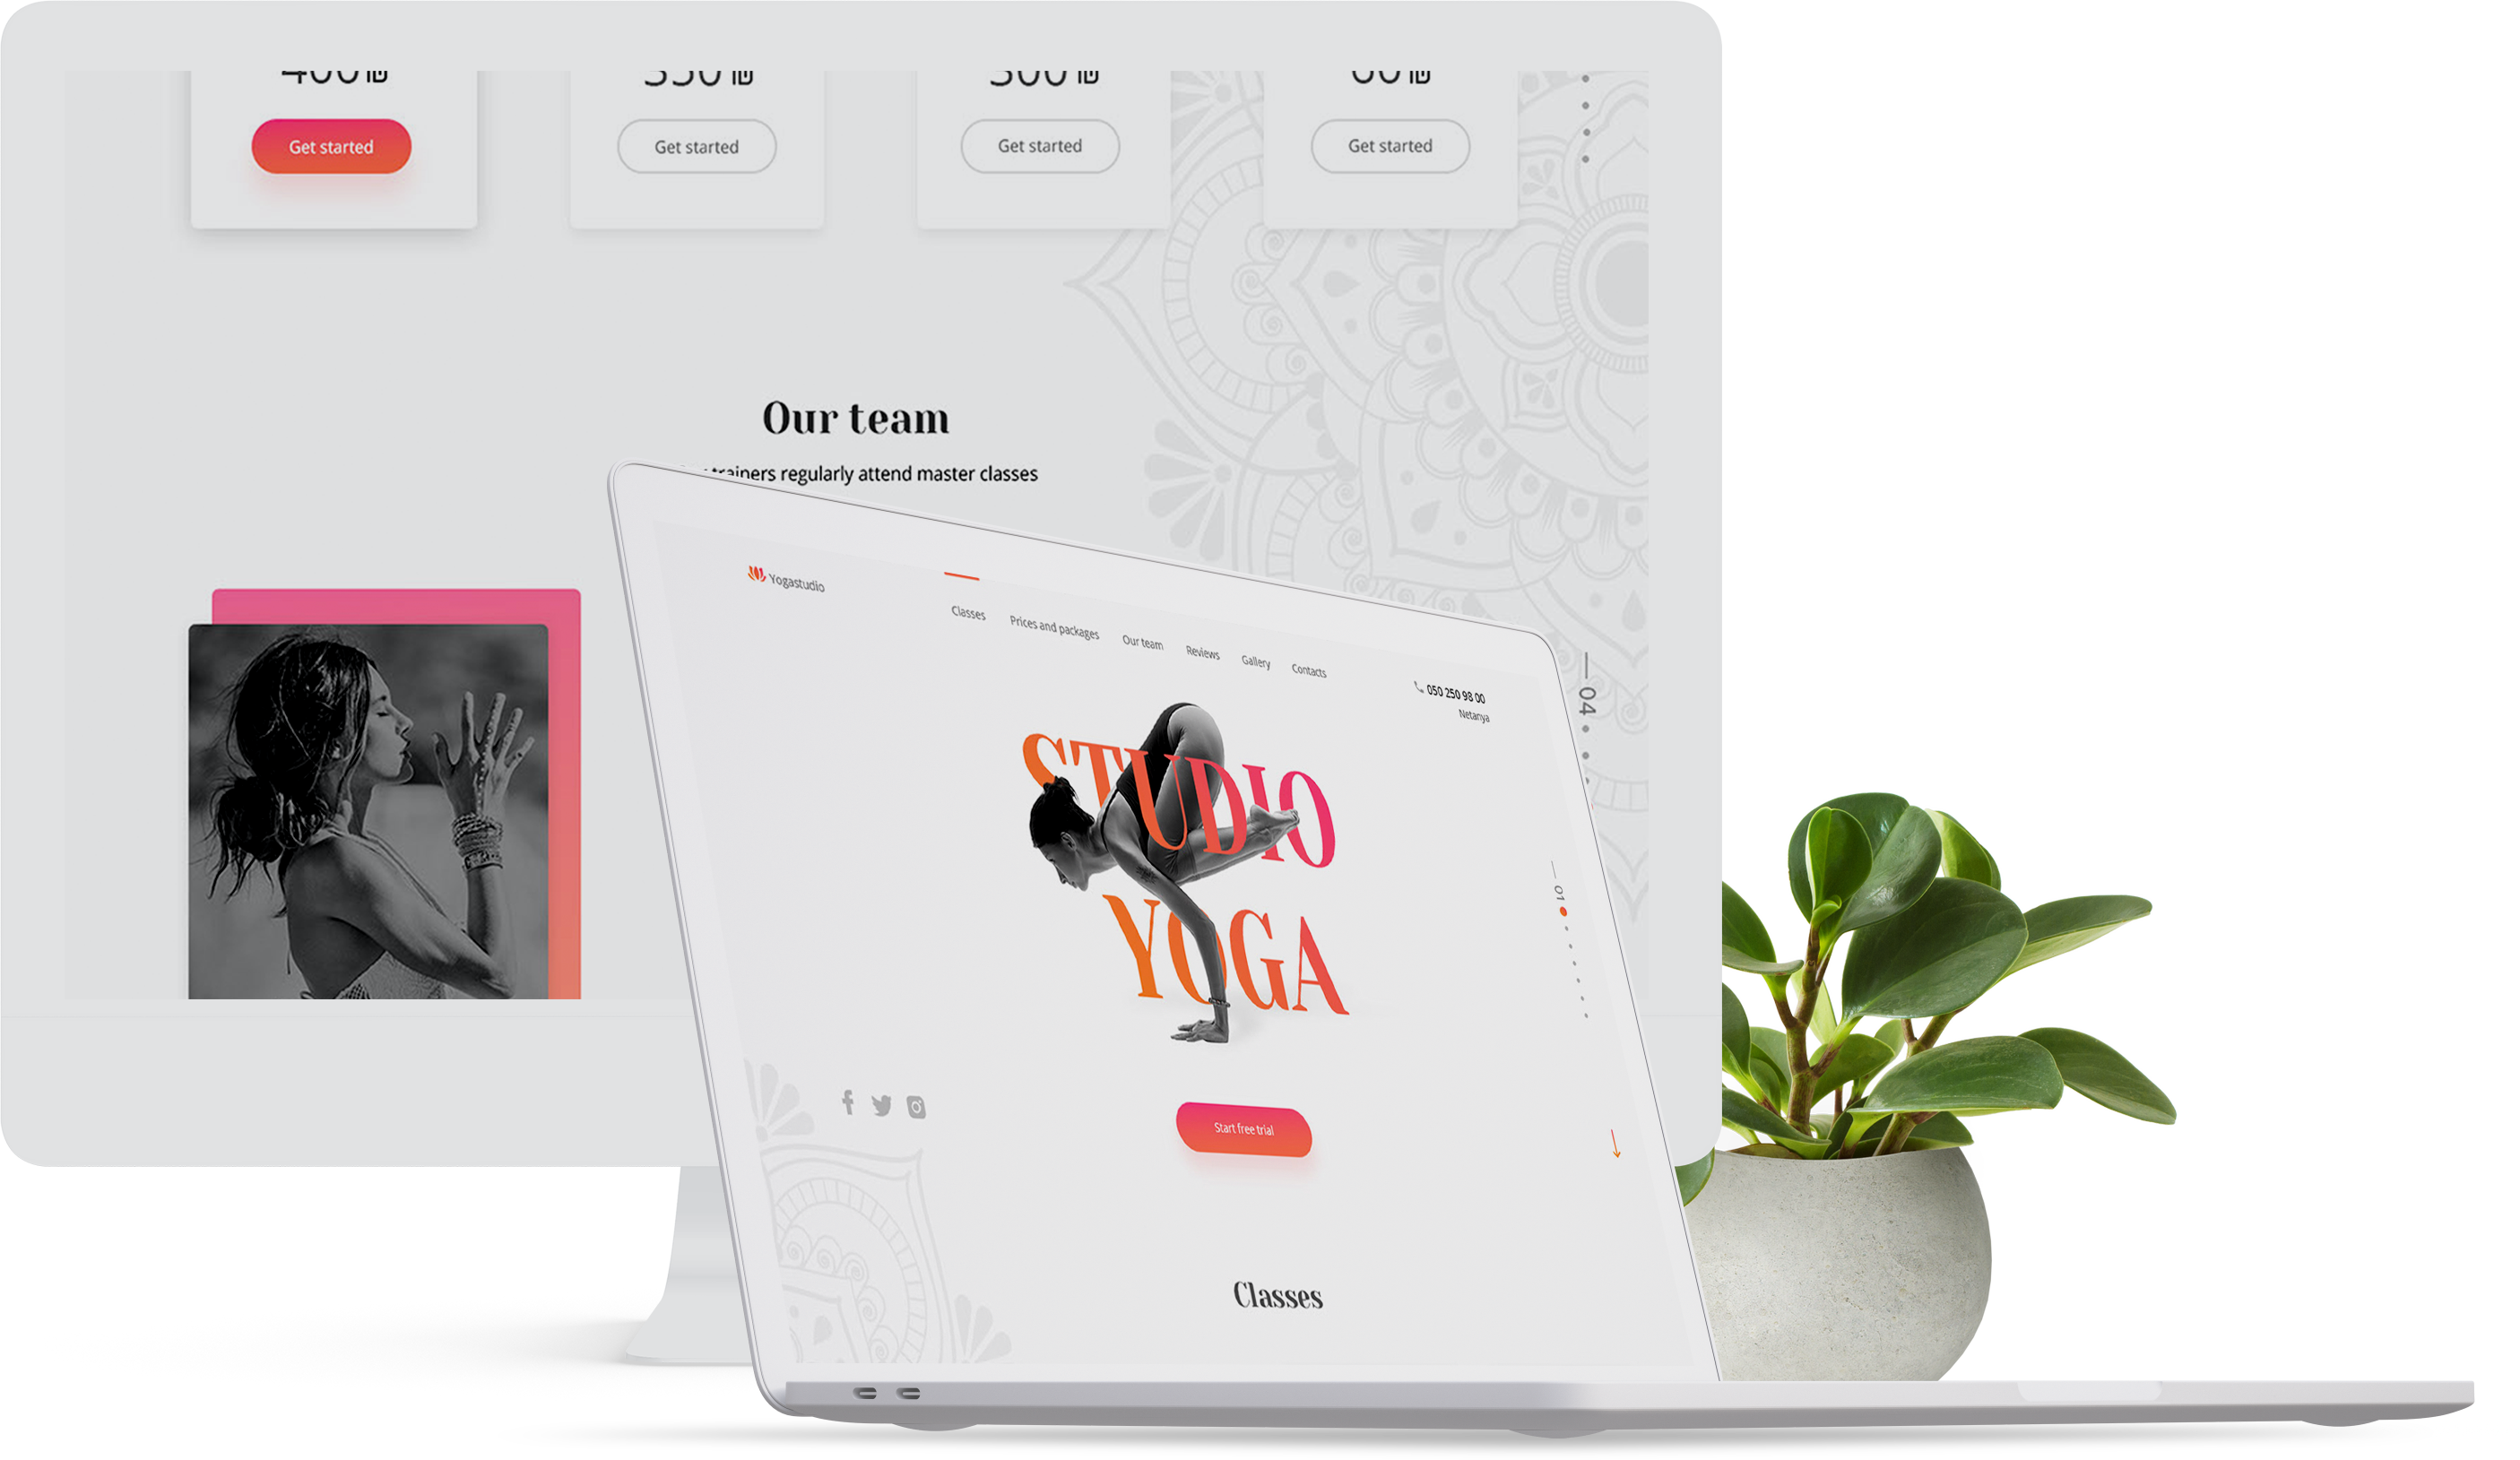 400₪
350₪
300₪
60₪
Get started
Get started
Get started
Get started
Our team
trainers regularly attend master classes
04
Yogastudio
Classes
Prices and packages
Our team
Reviews
Gallery
Contacts
050 250 98 00
Netanya
STUDIO
YOGA
01
Start free trial
Classes